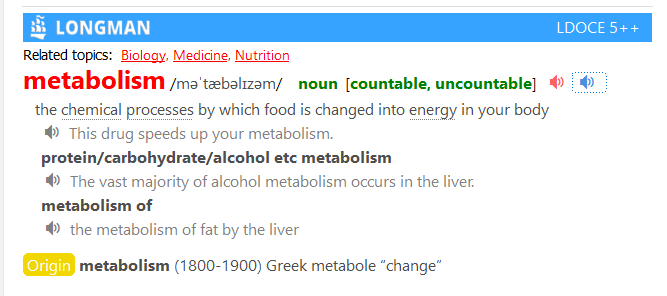 LONGMAN LDOCE 5++
Related topics: Biology, Medicine, Nutrition
metabolism /məˈtæbəlɪzəm/ noun [countable, uncountable]
the chemical processes by which food is changed into energy in your body
This drug speeds up your metabolism.
protein/carbohydrate/alcohol etc metabolism
The vast majority of alcohol metabolism occurs in the liver.
metabolism of
the metabolism of fat by the liver
Origin metabolism (1800-1900) Greek metabole “change”